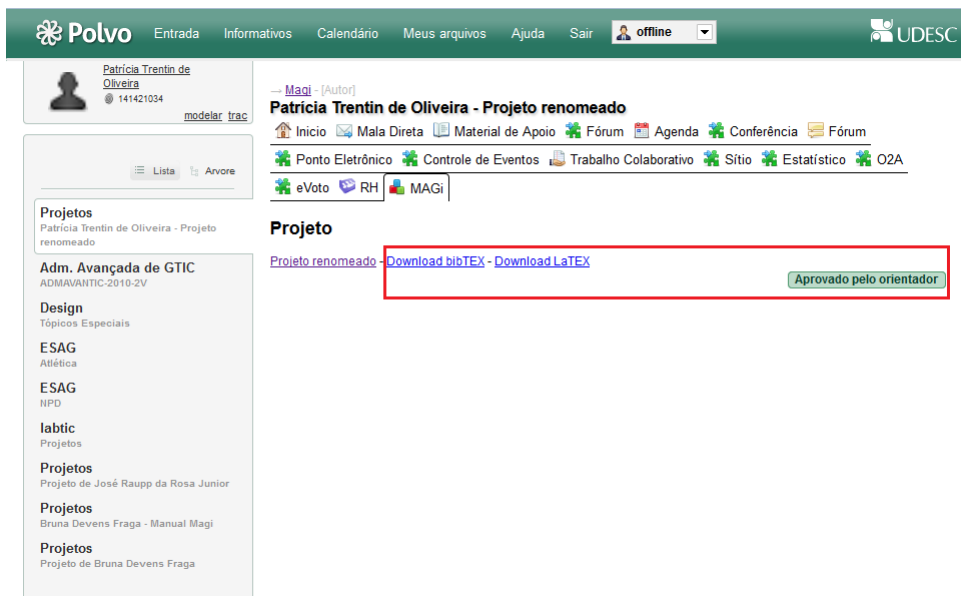 Polvo Entrada Informativos Calendário Meus arquivos Ajuda Sair offline UDESC
Patrícia Trentin de
Oliveira
141421034
modelar trac
Lista Arvore
Projetos
Patrícia Trentin de Oliveira - Projeto
renomeado
Adm. Avançada de GTIC
ADMAVANTIC-2010-2V
Design
Tópicos Especiais
ESAG
Atlética
ESAG
NPD
labtic
Projetos
Projetos
Projeto de José Raupp da Rosa Junior
Projetos
Bruna Devens Fraga - Manual Magi
Projetos
Projeto de Bruna Devens Fraga
→ Magi - [Autor]
Patrícia Trentin de Oliveira - Projeto renomeado
Inicio Mala Direta Material de Apoio Fórum Agenda Conferência Fórum
Ponto Eletrônico Controle de Eventos Trabalho Colaborativo Sítio Estatístico O2A
eVoto RH MAGi
Projeto
Projeto renomeado - Download bibTEX - Download LaTEX
Aprovado pelo orientador